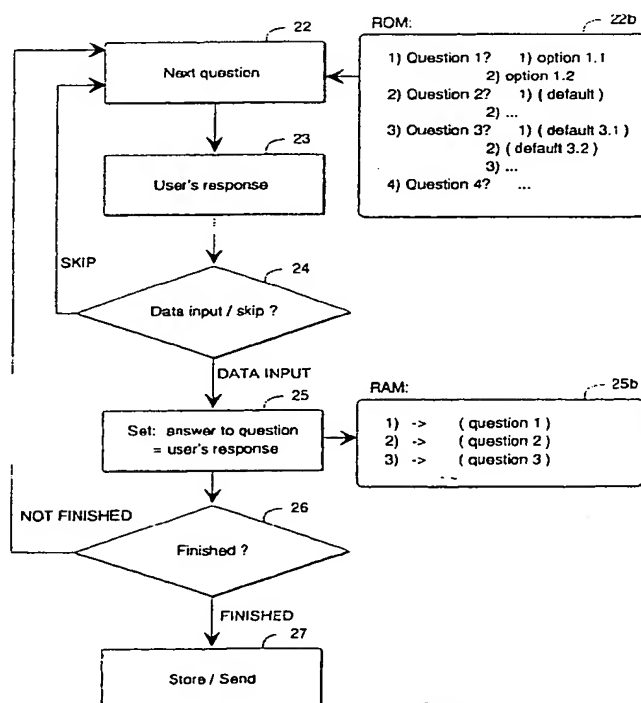 22
Next question
ROM:
22b
1) Question 1? 1) option 1.1
2) option 1.2
2) Question 2? 1) ( default )
2) ...
3) Question 3? 1) ( default 3.1 )
2) ( default 3.2 )
3) ...
4) Question 4? ...
23
User's response
SKIP
24
Data input / skip ?
DATA INPUT
25
Set: answer to question
= user's response
RAM:
25b
1) -> ( question 1 )
2) -> ( question 2 )
3) -> ( question 3 )
NOT FINISHED
26
Finished ?
FINISHED
27
Store / Send